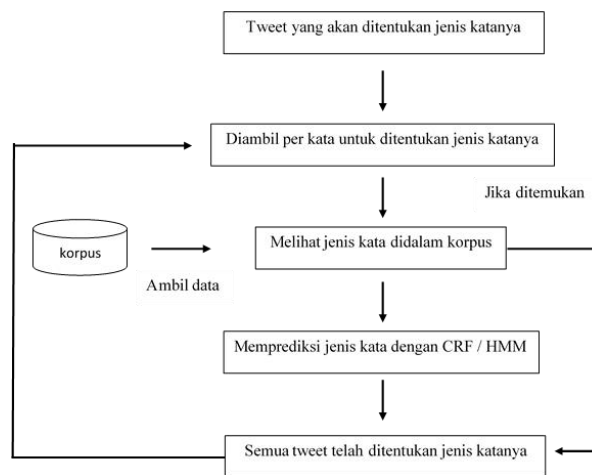 Tweet yang akan ditentukan jenis katanya
Diambil per kata untuk ditentukan jenis katanya
Jika ditemukan
Melihat jenis kata didalam korpus
korpus
Ambil data
Memprediksi jenis kata dengan CRF / HMM
Semua tweet telah ditentukan jenis katanya